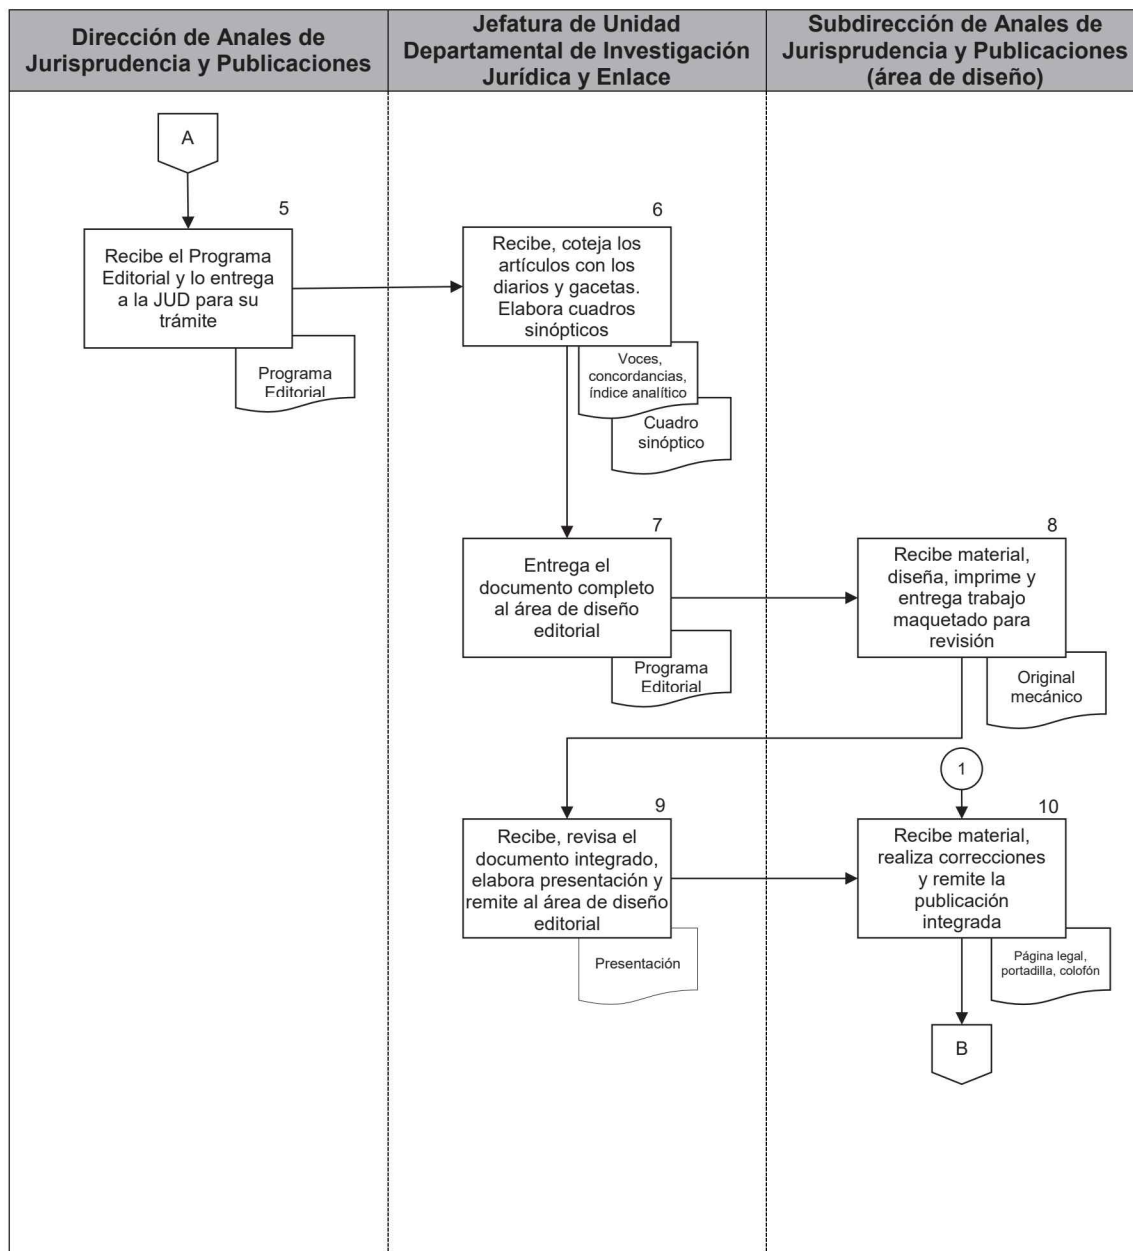 Dirección de Anales de
Jurisprudencia y Publicaciones
Jefatura de Unidad
Departamental de Investigación
Jurídica y Enlace
Subdirección de Anales de
Jurisprudencia y Publicaciones
(área de diseño)
A
5
Recibe el Programa
Editorial y lo entrega
a la JUD para su
trámite
Programa
Editorial
6
Recibe, coteja los
artículos con los
diarios y gacetas.
Elabora cuadros
sinópticos
Voces,
concordancias,
índice analítico
Cuadro
sinóptico
7
Entrega el
documento completo
al área de diseño
editorial
Programa
Editorial
8
Recibe material,
diseña, imprime y
entrega trabajo
maquetado para
revisión
Original
mecánico
9
Recibe, revisa el
documento integrado,
elabora presentación y
remite al área de diseño
editorial
Presentación
1
10
Recibe material,
realiza correcciones
y remite la
publicación
integrada
Página legal,
portadilla, colofón
B